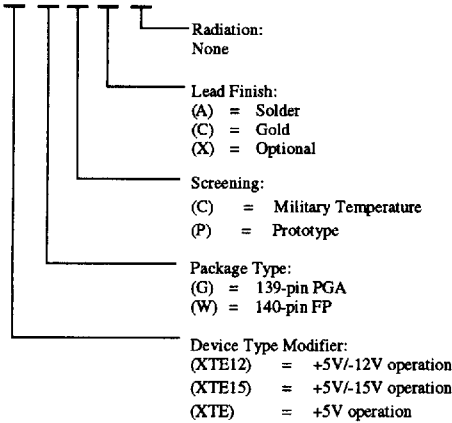 Radiation:
None
Lead Finish:
(A) = Solder
(C) = Gold
(X) = Optional
Screening:
(C) = Military Temperature
(P) = Prototype
Package Type:
(G) = 139-pin PGA
(W) = 140-pin FP
Device Type Modifier:
(XTE12) = +5V/-12V operation
(XTE15) = +5V/-15V operation
(XTE) = +5V operation